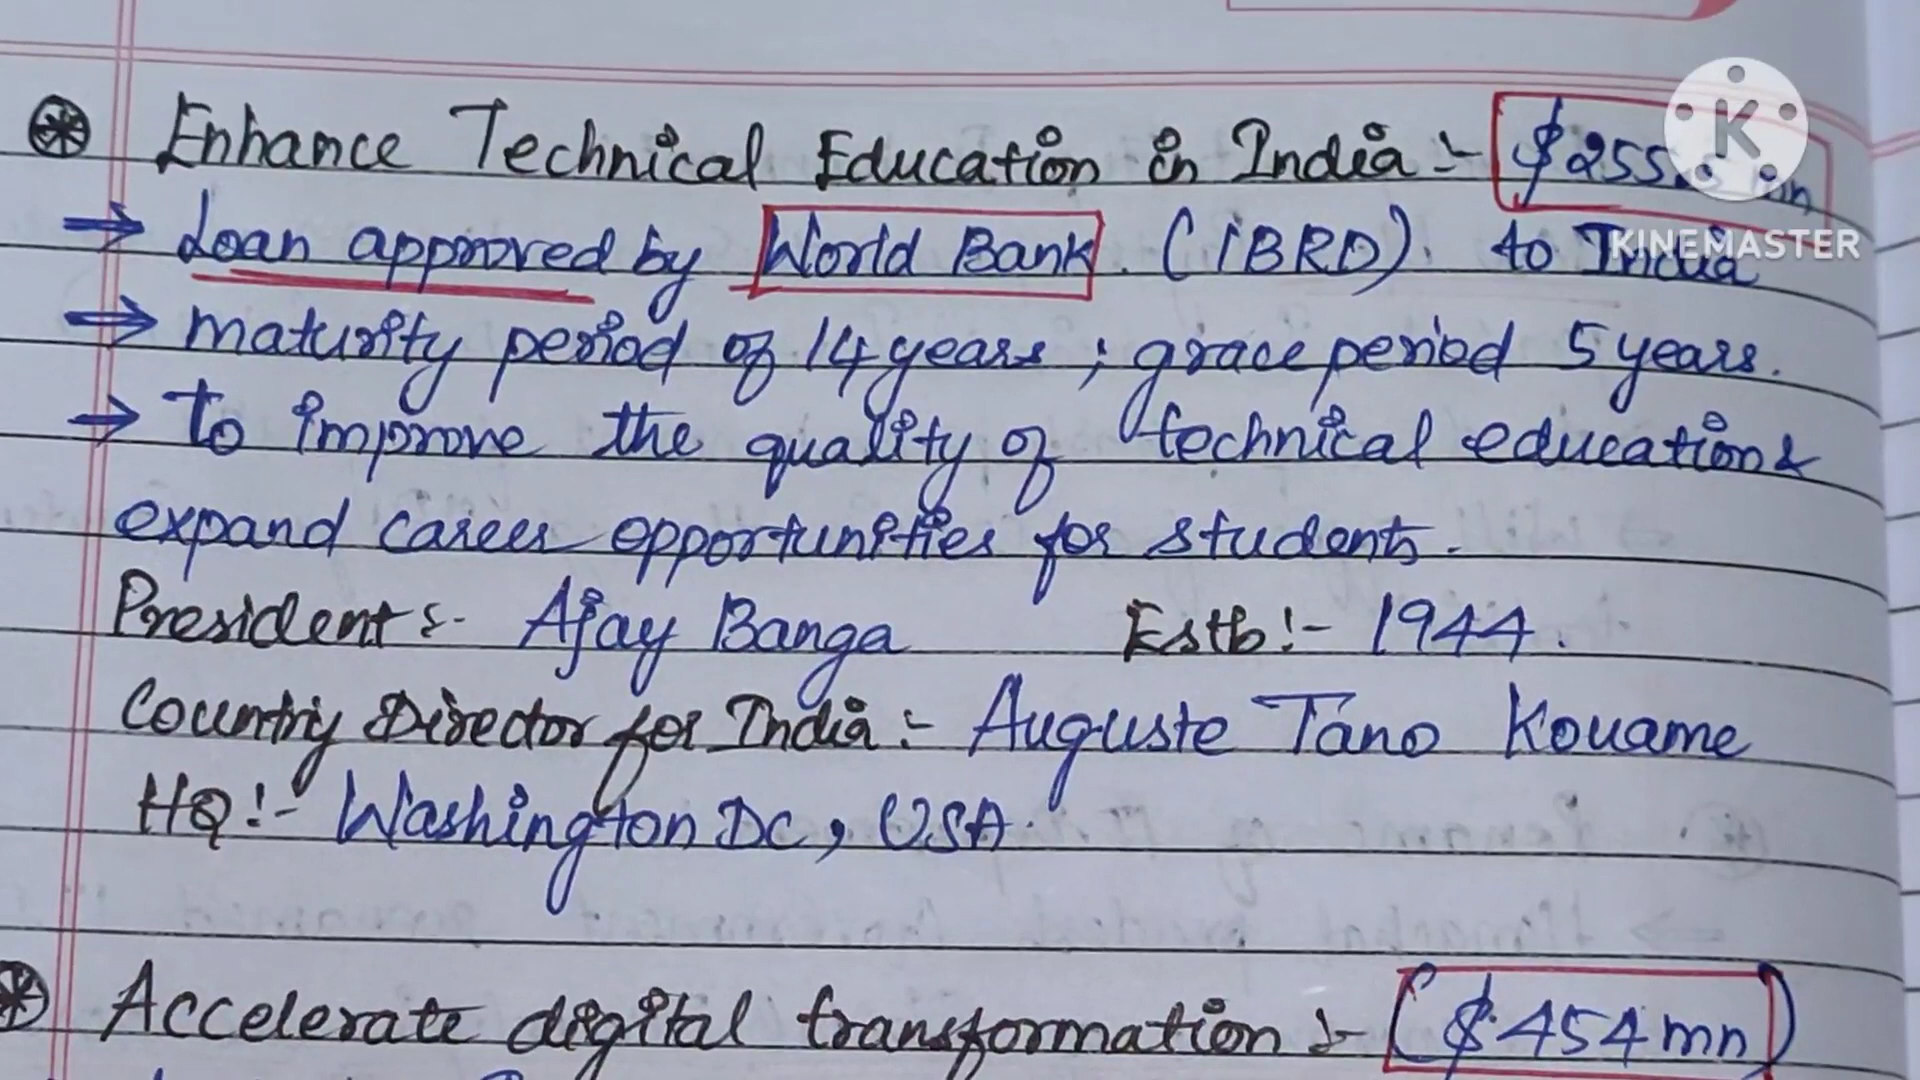 Enhance Technical Education in India :- $255. mn
→ Loan approved by World Bank. (IBRD). to India
→ maturity period of 14 years ; grace period 5 years.
→ To improve the quality of technical education &
expand career opportunities for students.
President :- Ajay Banga Estb :- 1944.
Country Director for India :- Auguste Tano Kouame
HQ :- Washington DC, USA.
Accelerate digital transformation :- ($454 mn)
K
KINEMASTER